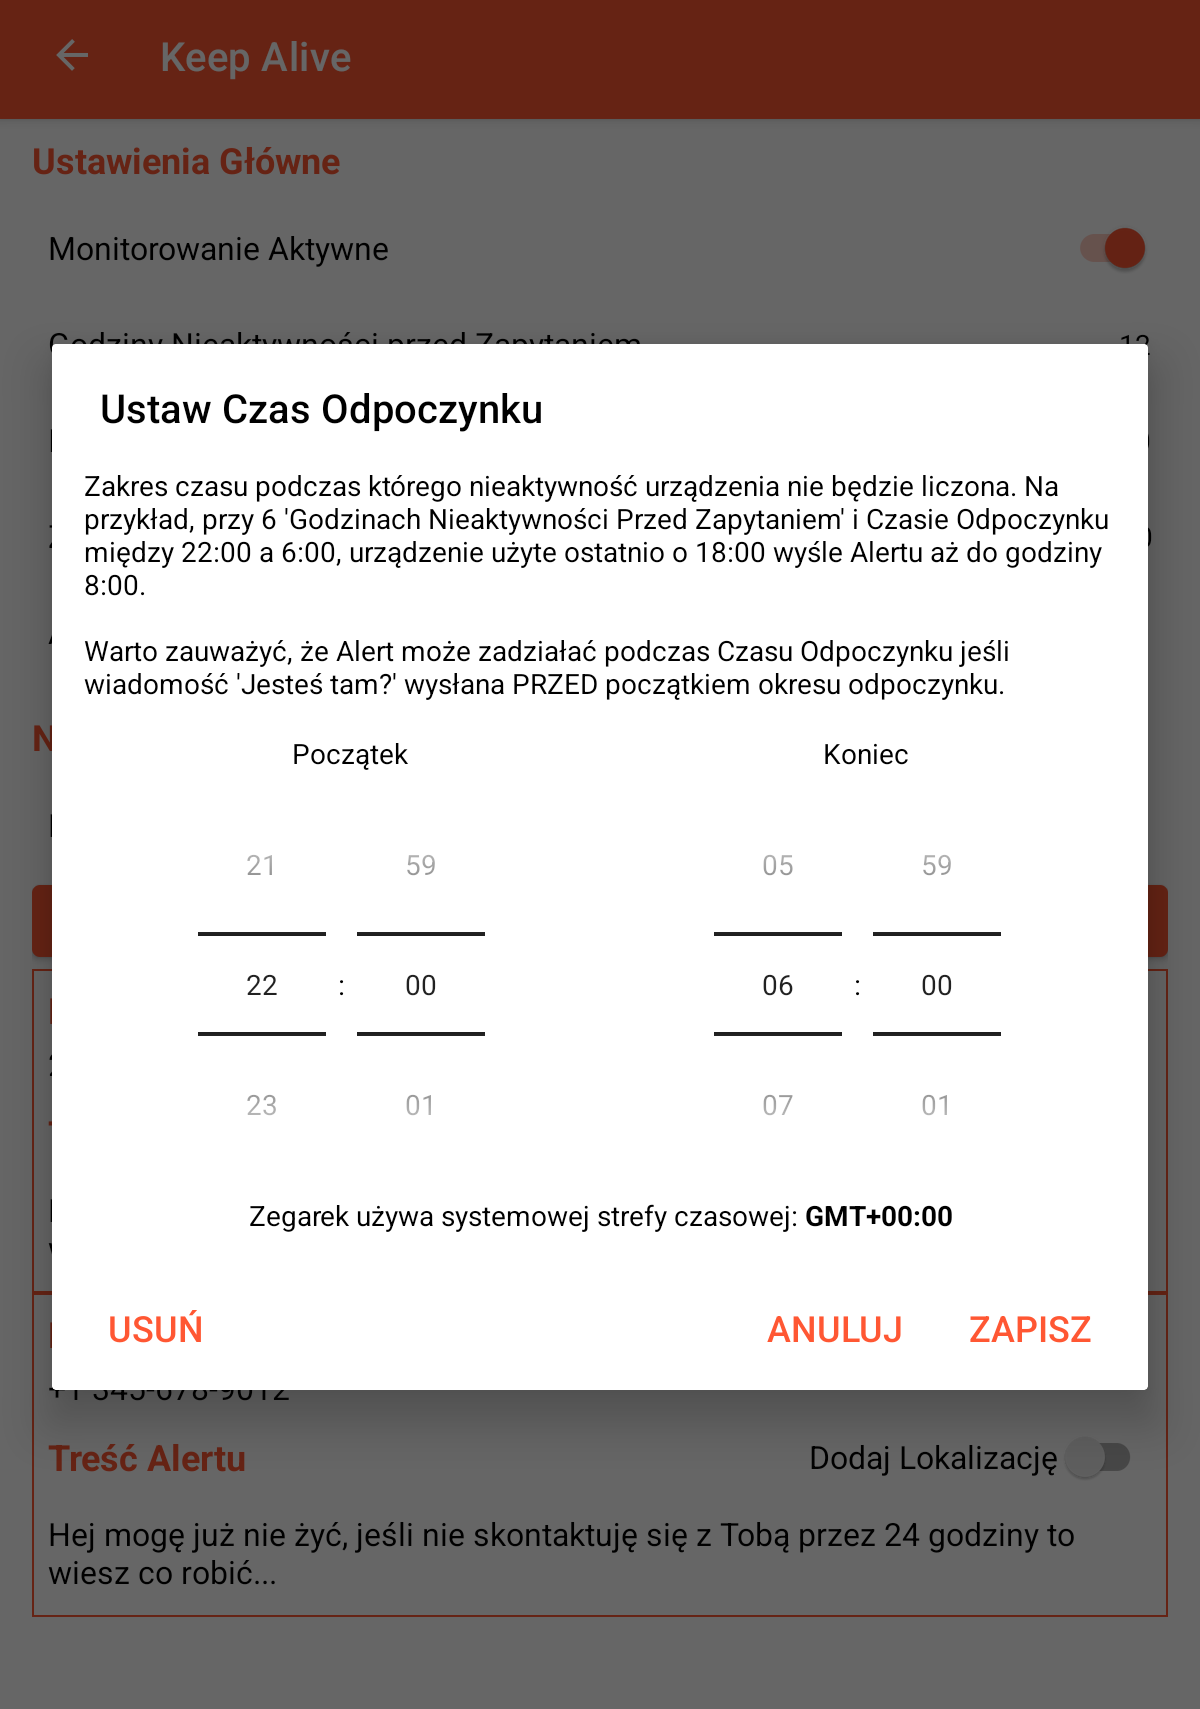 Keep Alive
Ustawienia Główne
Monitorowanie Aktywne
Godziny Nieaktywności przed Zapytaniem 12
Ustaw Czas Odpoczynku
Zakres czasu podczas którego nieaktywność urządzenia nie będzie liczona. Na
przykład, przy 6 'Godzinach Nieaktywności Przed Zapytaniem' i Czasie Odpoczynku
między 22:00 a 6:00, urządzenie użyte ostatnio o 18:00 wyśle Alertu aż do godziny
8:00.
Warto zauważyć, że Alert może zadziałać podczas Czasu Odpoczynku jeśli
wiadomość 'Jesteś tam?' wysłana PRZED początkiem okresu odpoczynku.
Początek Koniec
21 59 05 59
22 : 00 06 : 00
23 01 07 01
Zegarek używa systemowej strefy czasowej: GMT+00:00
USUŃ ANULUJ ZAPISZ
+1 345-678-9012
Treść Alertu Dodaj Lokalizację
Hej mogę już nie żyć, jeśli nie skontaktuję się z Tobą przez 24 godziny to
wiesz co robić...